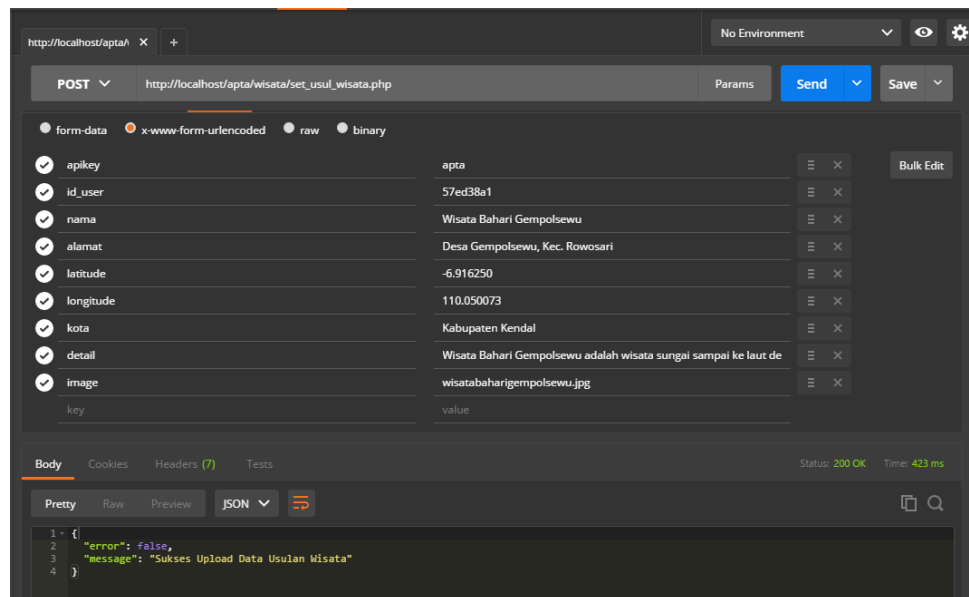 http://localhost/apta/ × +
No Environment
POST http://localhost/apta/wisata/set_usul_wisata.php Params Send Save
form-data x-www-form-urlencoded raw binary
apikey apta Bulk Edit
id_user 57ed38a1
nama Wisata Bahari Gempolsewu
alamat Desa Gempolsewu, Kec. Rowosari
latitude -6.916250
longitude 110.050073
kota Kabupaten Kendal
detail Wisata Bahari Gempolsewu adalah wisata sungai sampai ke laut de
image wisatabaharigempolsewu.jpg
key value
Body Cookies Headers (7) Tests Status: 200 OK Time: 423 ms
Pretty Raw Preview JSON
1 {
2 "error": false,
3 "message": "Sukses Upload Data Usulan Wisata"
4 }